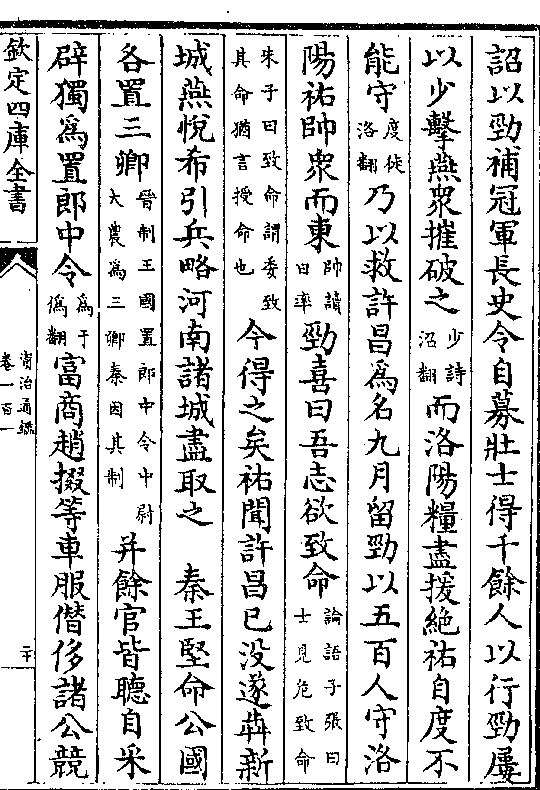 詔以勁補冠軍長史令自募壯士得千餘人以行勁屢
以少擊燕衆摧破之少詩沼翻而洛陽糧盡援絶祐自度不
能守度徒洛翻乃以救許昌為名九月留勁以五百人守洛
陽祐帥衆而東帥讀曰率勁喜曰吾志欲致命論語子張曰士見危致命
朱子曰致命謂委致其命猶言授命也今得之矣祐聞許昌已没遂犇新
城燕悅希引兵略河南諸城盡取之 秦王堅命公國
各置三卿晉制王國置郎中令中尉大農為三卿秦因其制并餘官皆聽自采
辟獨為置郎中令為于偽翻富商趙掇等車服僭侈諸公競
欽定四庫全書
資治通鑑
卷一百一
二十